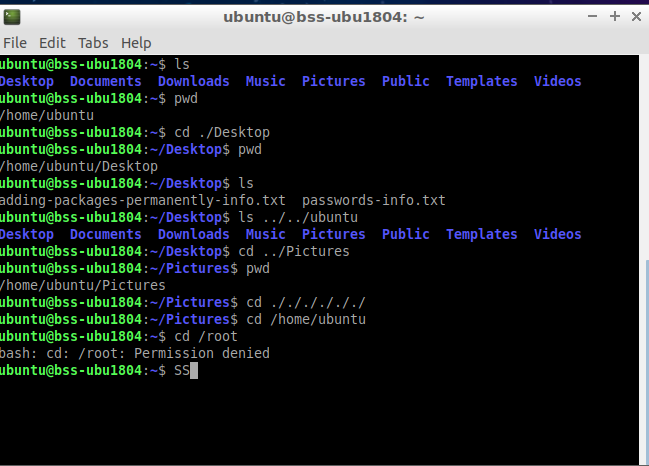 ubuntu@bss-ubu1804: ~
File Edit Tabs Help
ubuntu@bss-ubu1804:~$ ls
Desktop  Documents  Downloads  Music  Pictures  Public  Templates  Videos
ubuntu@bss-ubu1804:~$ pwd
/home/ubuntu
ubuntu@bss-ubu1804:~$ cd ./Desktop
ubuntu@bss-ubu1804:~/Desktop$ pwd
/home/ubuntu/Desktop
ubuntu@bss-ubu1804:~/Desktop$ ls
adding-packages-permanently-info.txt  passwords-info.txt
ubuntu@bss-ubu1804:~/Desktop$ ls ../../ubuntu
Desktop  Documents  Downloads  Music  Pictures  Public  Templates  Videos
ubuntu@bss-ubu1804:~/Desktop$ cd ../Pictures
ubuntu@bss-ubu1804:~/Pictures$ pwd
/home/ubuntu/Pictures
ubuntu@bss-ubu1804:~/Pictures$ cd ././././././
ubuntu@bss-ubu1804:~/Pictures$ cd /home/ubuntu
ubuntu@bss-ubu1804:~$ cd /root
bash: cd: /root: Permission denied
ubuntu@bss-ubu1804:~$ SS